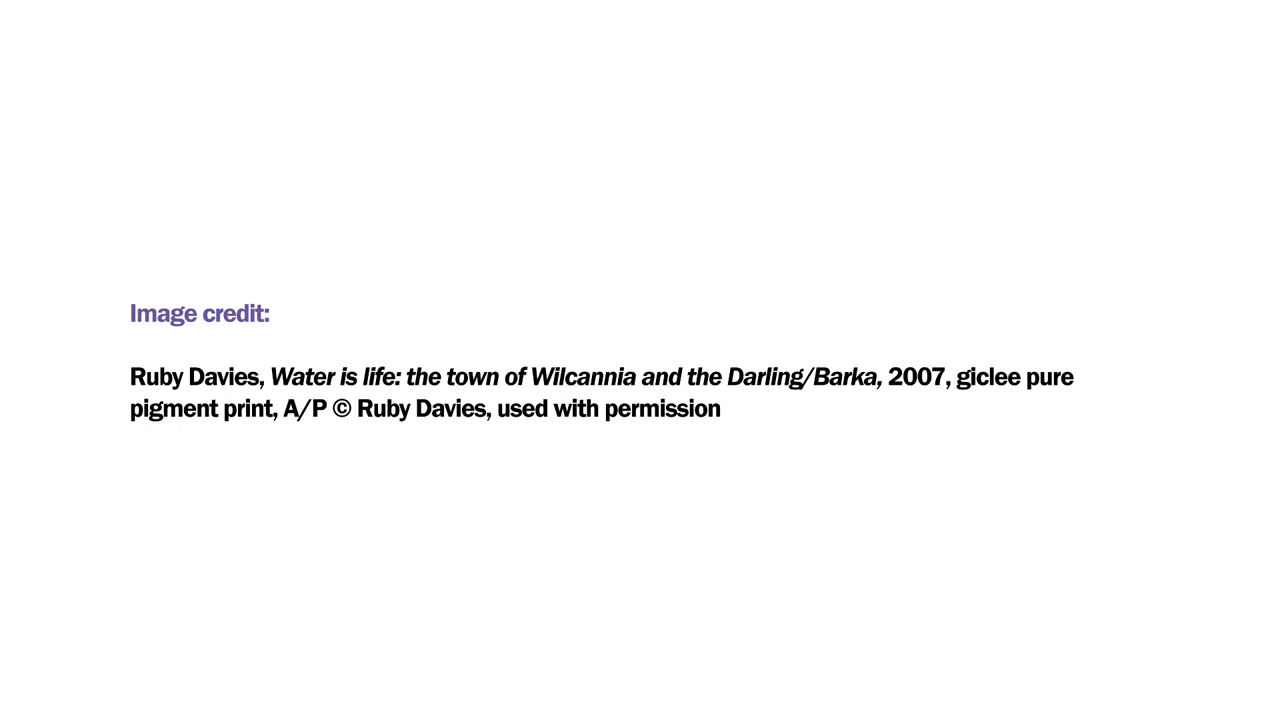 Image credit:
Ruby Davies, Water is life: the town of Wilcannia and the Darling/Barka, 2007, giclee pure
pigment print, A/P © Ruby Davies, used with permission